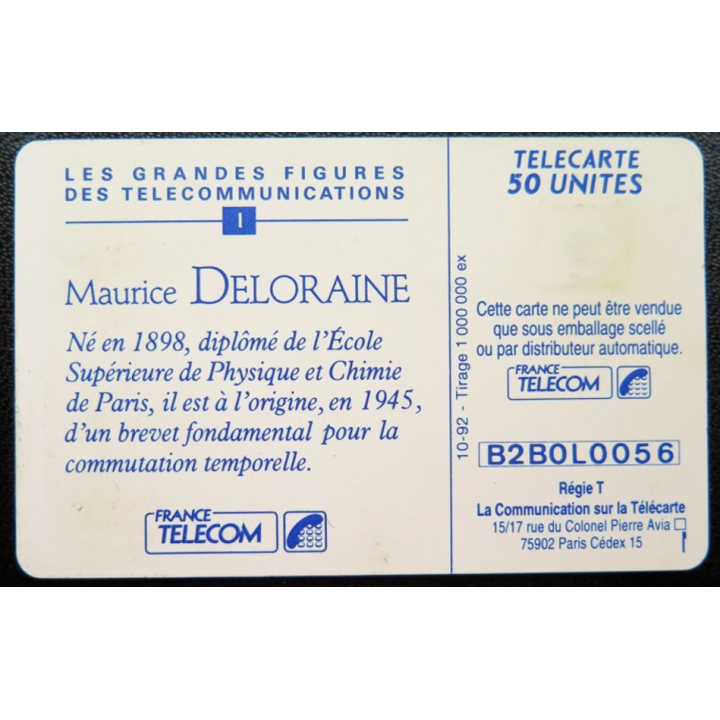 LES GRANDES FIGURES
DES TELECOMMUNICATIONS
1
Maurice DELORAINE
Né en 1898, diplômé de l'École
Supérieure de Physique et Chimie
de Paris, il est à l'origine, en 1945,
d'un brevet fondamental pour la
commutation temporelle.
FRANCE
TELECOM
10-92 - Tirage 1 000 000 ex
TELECARTE
50 UNITES
Cette carte ne peut être vendue
que sous emballage scellé
ou par distributeur automatique.
FRANCE
TELECOM
B2B0L0056
Régie T
La Communication sur la Télécarte
15/17 rue du Colonel Pierre Avia
75902 Paris Cédex 15